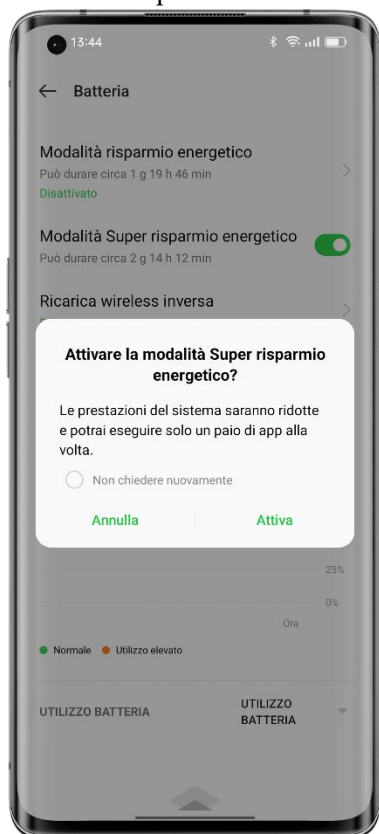 13:44
Batteria
Modalità risparmio energetico
Può durare circa 1 g 19 h 46 min
Disattivato
Modalità Super risparmio energetico
Può durare circa 2 g 14 h 12 min
Ricarica wireless inversa
Attivare la modalità Super risparmio
energetico?
Le prestazioni del sistema saranno ridotte
e potrai eseguire solo un paio di app alla
volta.
Non chiedere nuovamente
Annulla Attiva
25%
0%
Ora
Normale Utilizzo elevato
UTILIZZO BATTERIA
UTILIZZO
BATTERIA